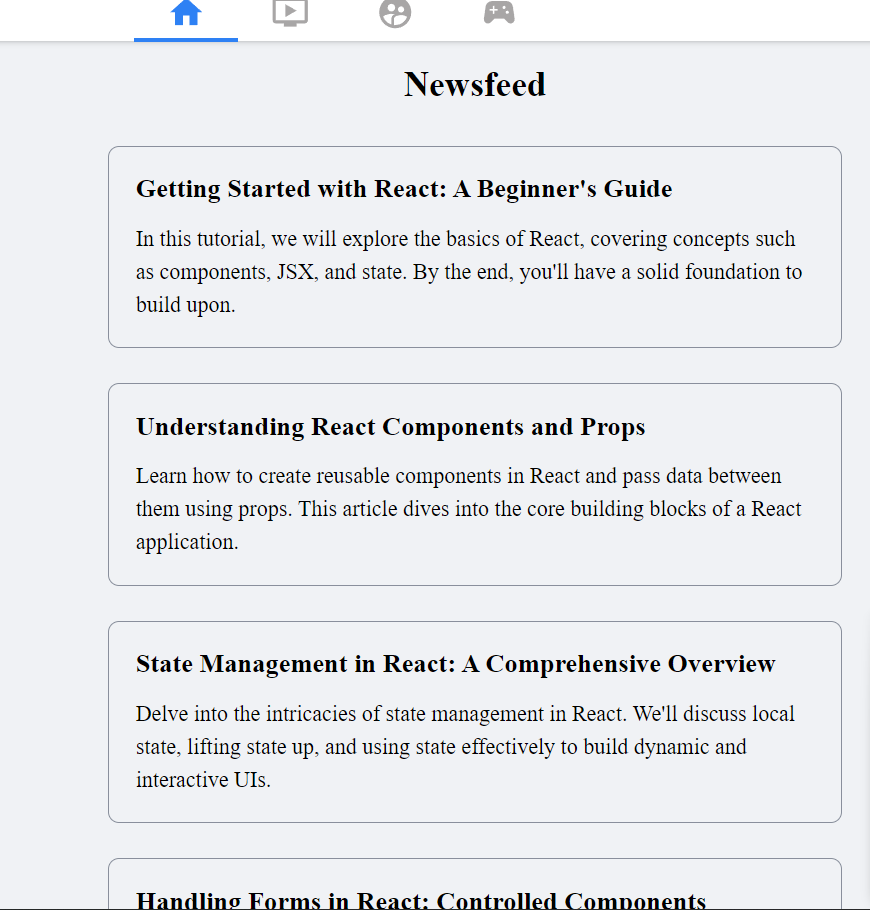 Newsfeed
Getting Started with React: A Beginner's Guide
In this tutorial, we will explore the basics of React, covering concepts such
as components, JSX, and state. By the end, you'll have a solid foundation to
build upon.
Understanding React Components and Props
Learn how to create reusable components in React and pass data between
them using props. This article dives into the core building blocks of a React
application.
State Management in React: A Comprehensive Overview
Delve into the intricacies of state management in React. We'll discuss local
state, lifting state up, and using state effectively to build dynamic and
interactive UIs.
Handling Forms in React: Controlled Components